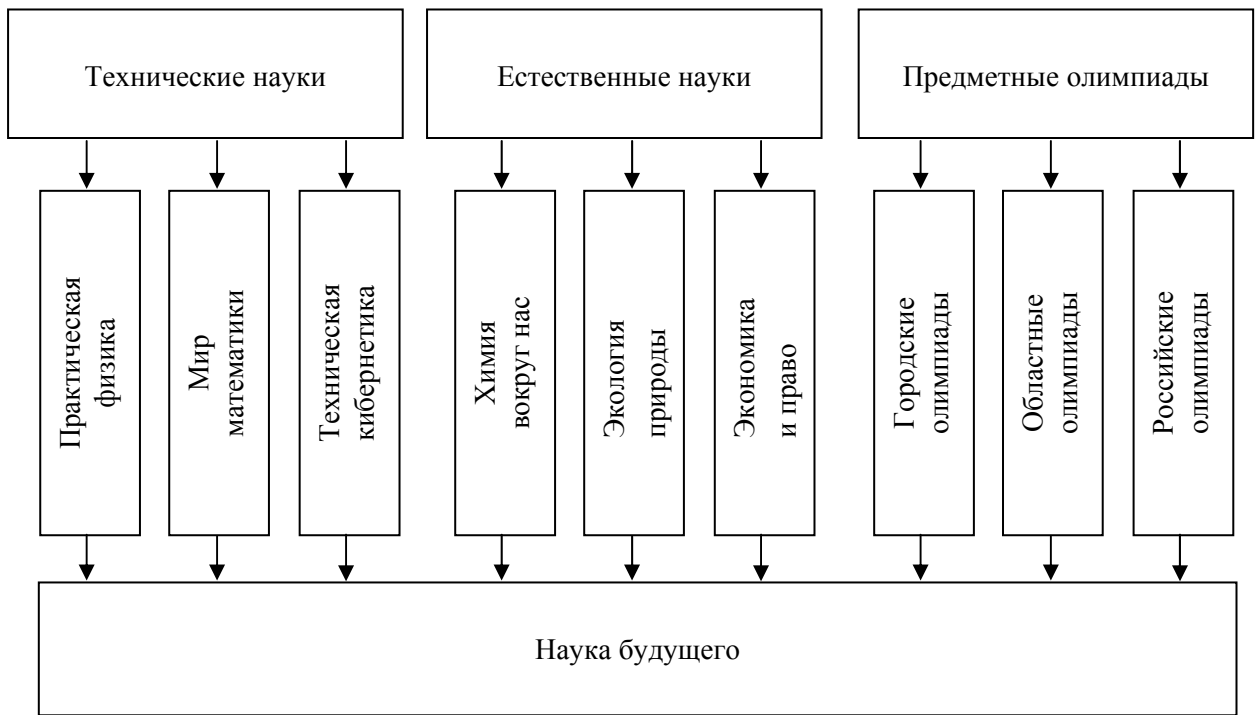 Технические науки
Естественные науки
Предметные олимпиады
Практическая
физика
Мир
математики
Техническая
кибернетика
Химия
вокруг нас
Экология
природы
Экономика
и право
Городские
олимпиады
Областные
олимпиады
Российские
олимпиады
Наука будущего